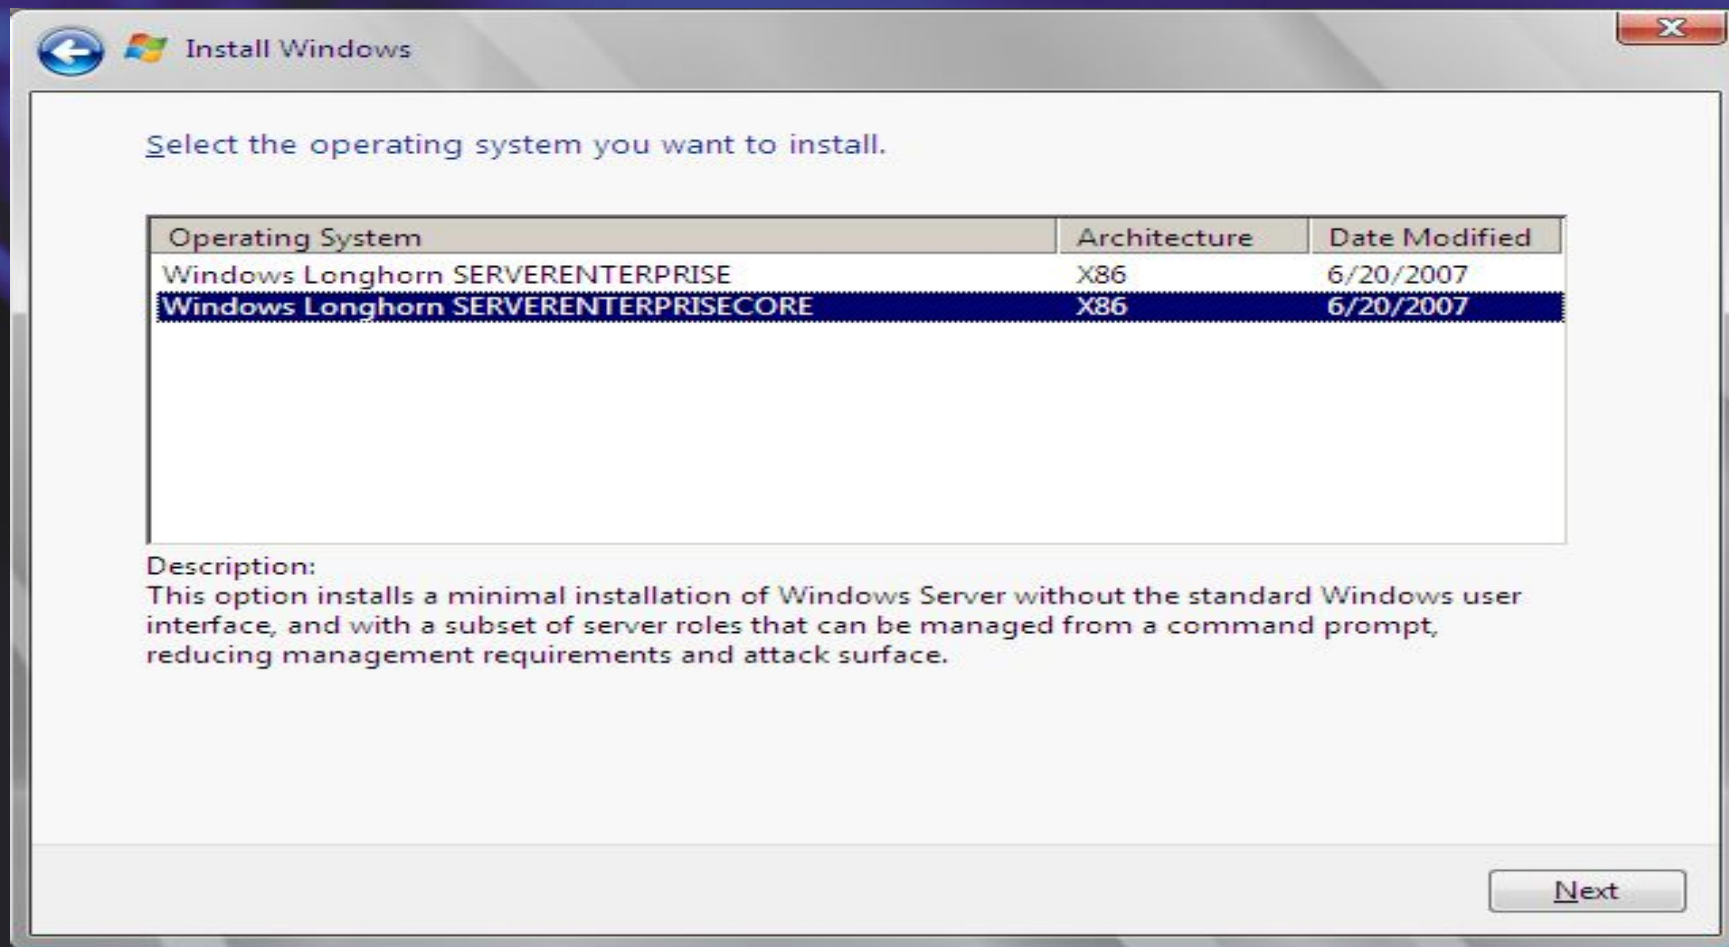 Install Windows
Select the operating system you want to install.
Operating System Architecture Date Modified
Windows Longhorn SERVERENTERPRISE X86 6/20/2007
Windows Longhorn SERVERENTERPRISECORE X86 6/20/2007
Description:
This option installs a minimal installation of Windows Server without the standard Windows user
interface, and with a subset of server roles that can be managed from a command prompt,
reducing management requirements and attack surface.
Next